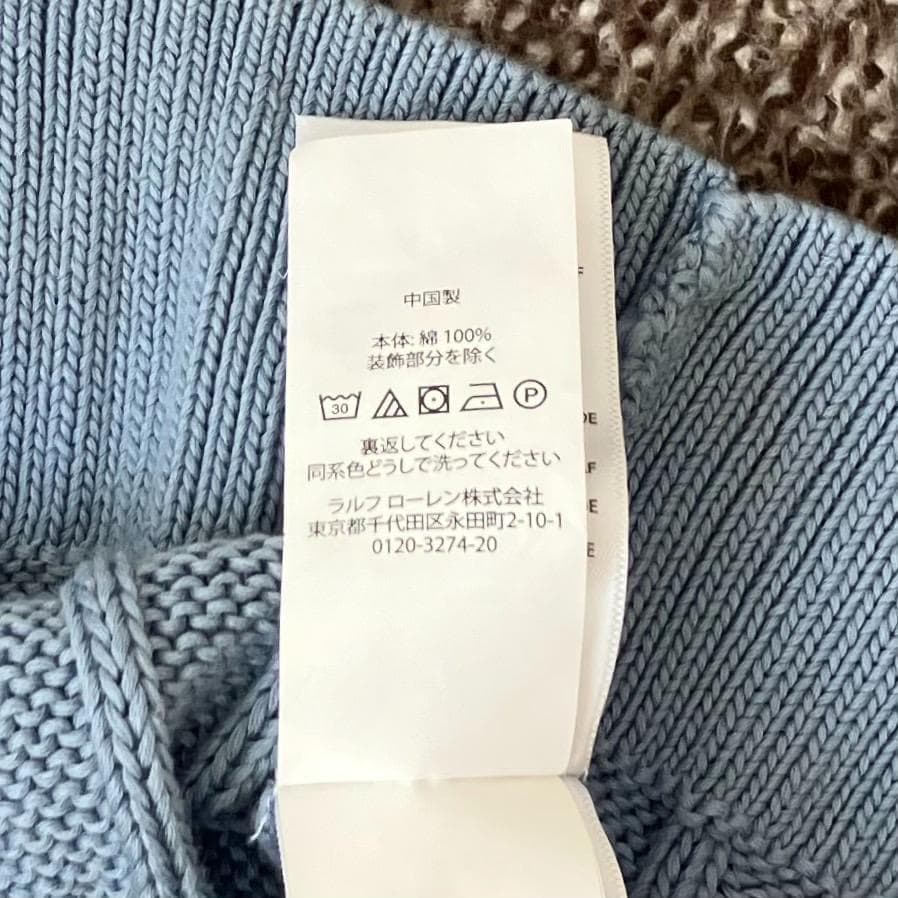 中国製
本体: 綿 100%
装飾部分を除く
30 P
裏返してください
同系色どうしで洗ってください
ラルフ ローレン株式会社
東京都千代田区永田町2-10-1
0120-3274-20
F
DE
AF
DE
E